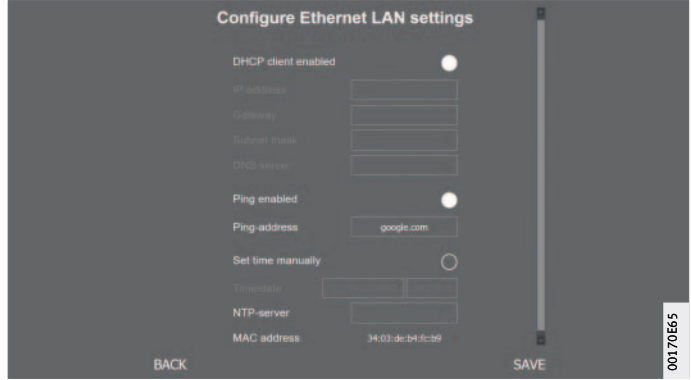 Configure Ethernet LAN settings
DHCP client enabled
IP-address
Gateway
Subnet mask
DNS-server
Ping enabled
Ping-address google.com
Set time manually
Time/date
NTP-server
MAC address 34:03:de:b4:fc:b9
BACK SAVE
00170E65